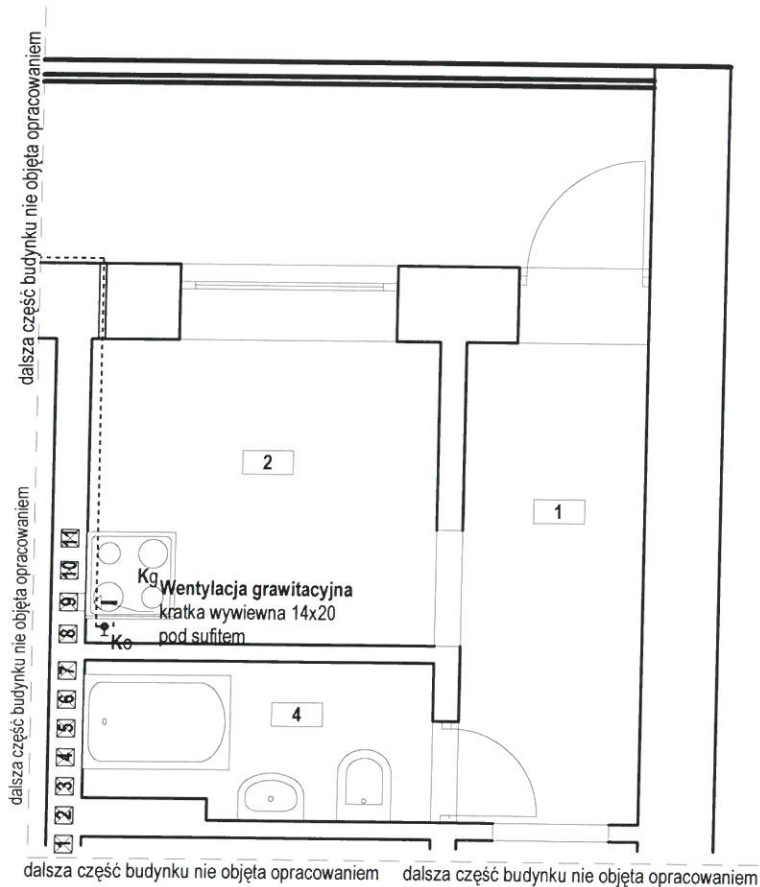 dalsza część budynku nie objęta opracowaniem
2
1
dalsza część budynku nie objęta opracowaniem
11
10
9
8
7
6
5
4
3
2
1
Kg
Wentylacja grawitacyjna
kratka wywiewna 14x20
pod sufitem
Ko
4
dalsza część budynku nie objęta opracowaniem
dalsza część budynku nie objęta opracowaniem